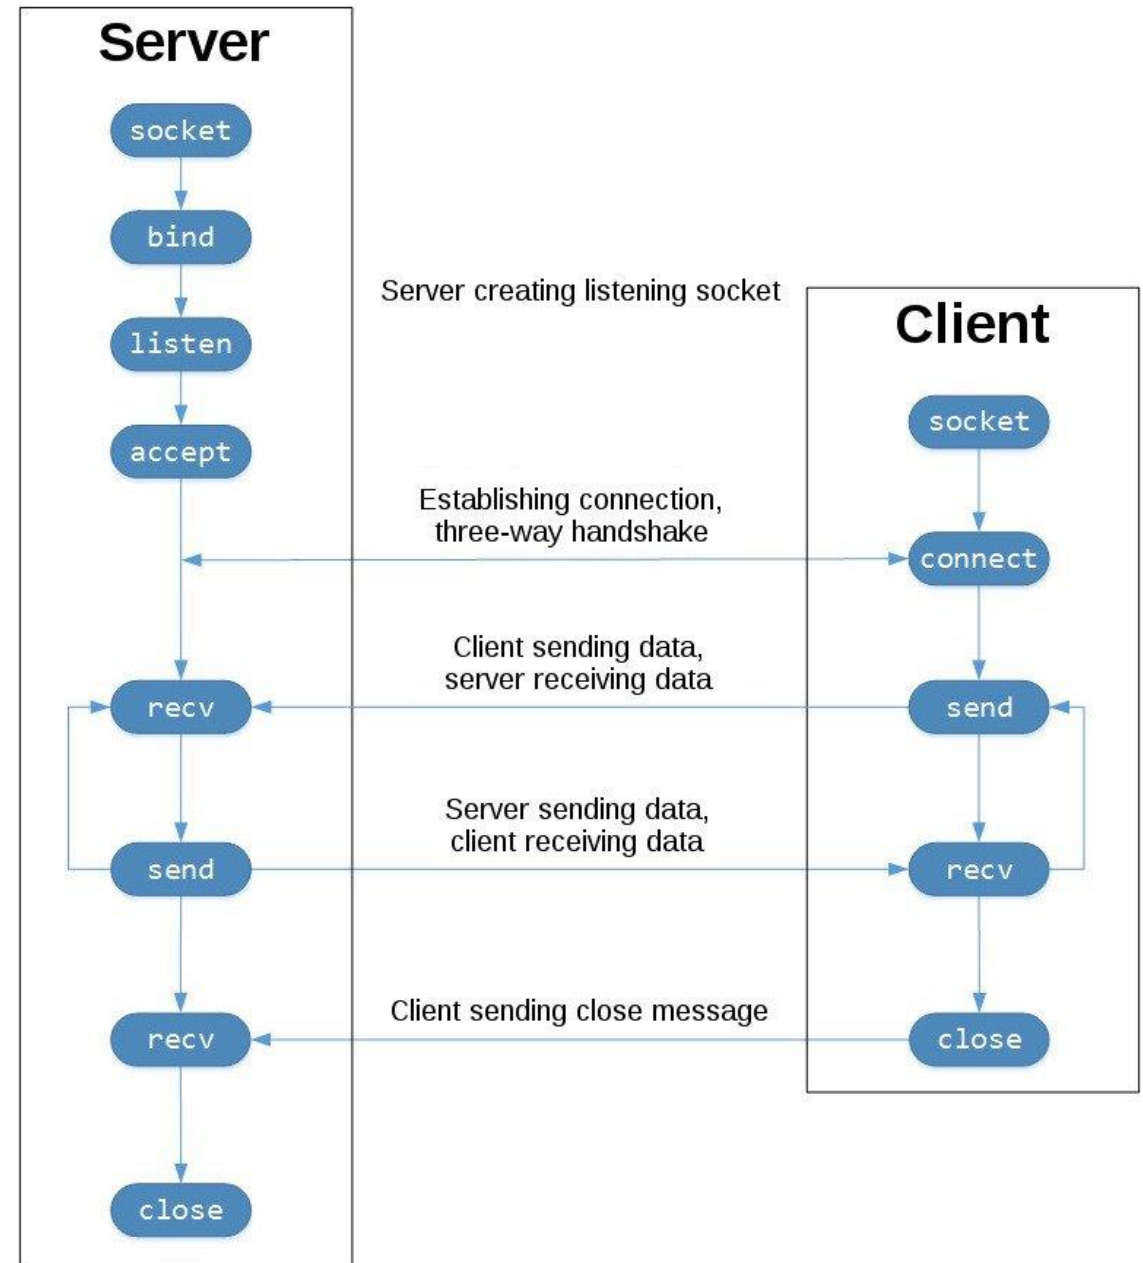 Server
socket
bind
listen
accept
recv
send
recv
close
Server creating listening socket
Establishing connection,
three-way handshake
Client sending data,
server receiving data
Server sending data,
client receiving data
Client sending close message
Client
socket
connect
send
recv
close